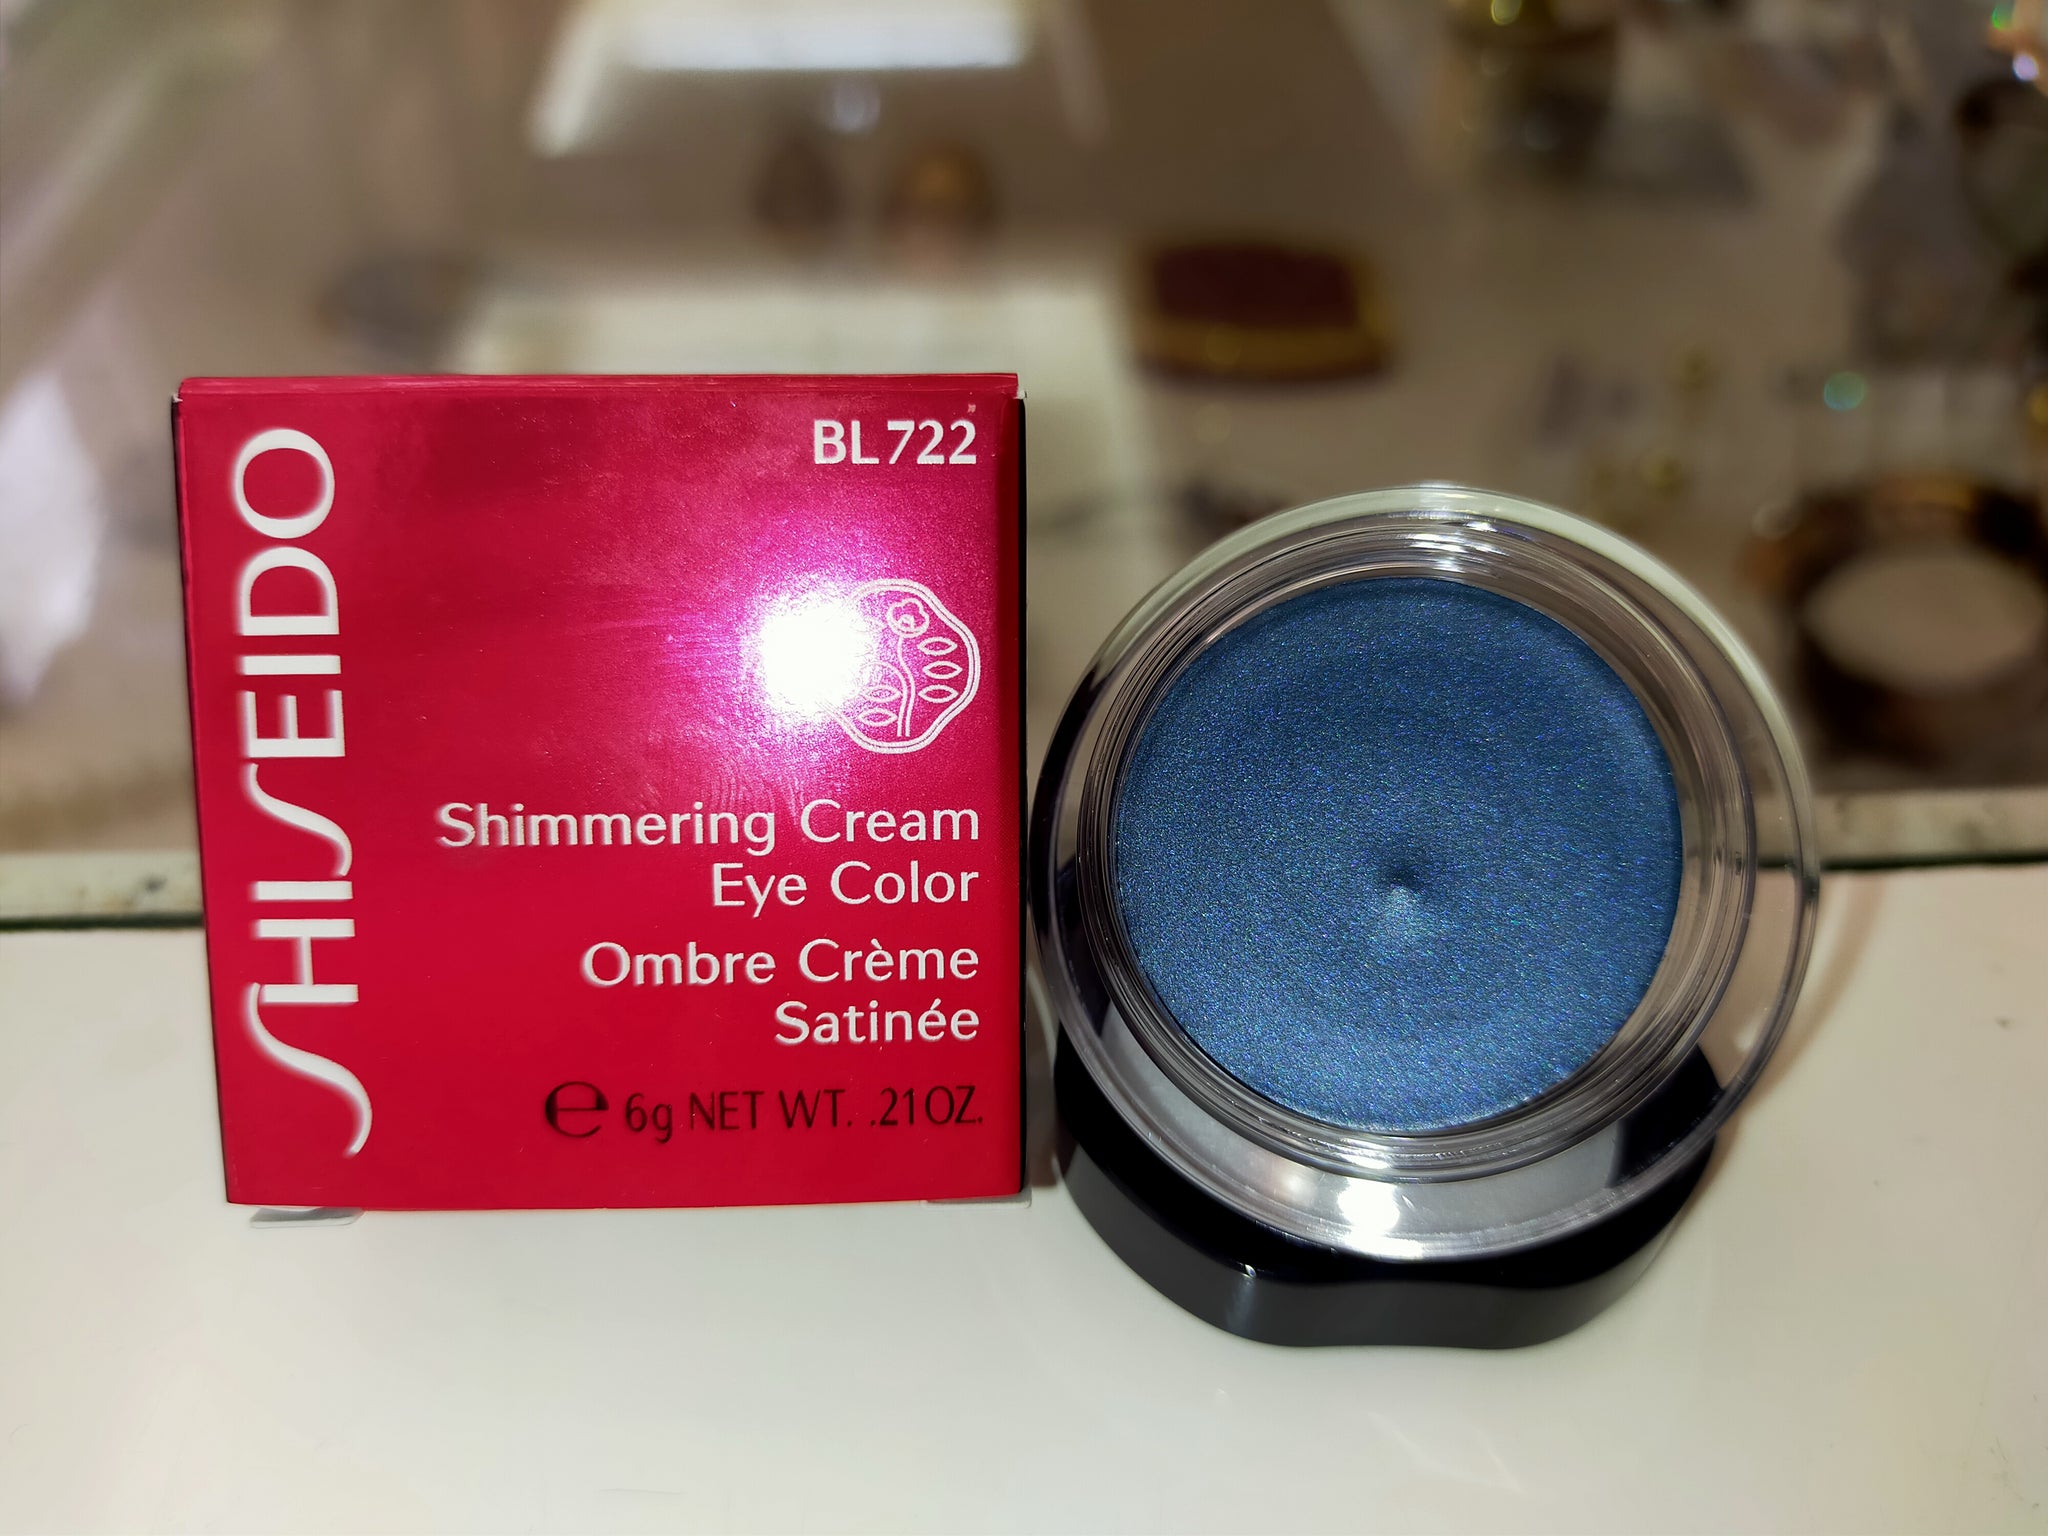 SHISEIDO
BL722
Shimmering Cream
Eye Color
Ombre Crème
Satinée
℮ 6g NET WT. .21OZ.